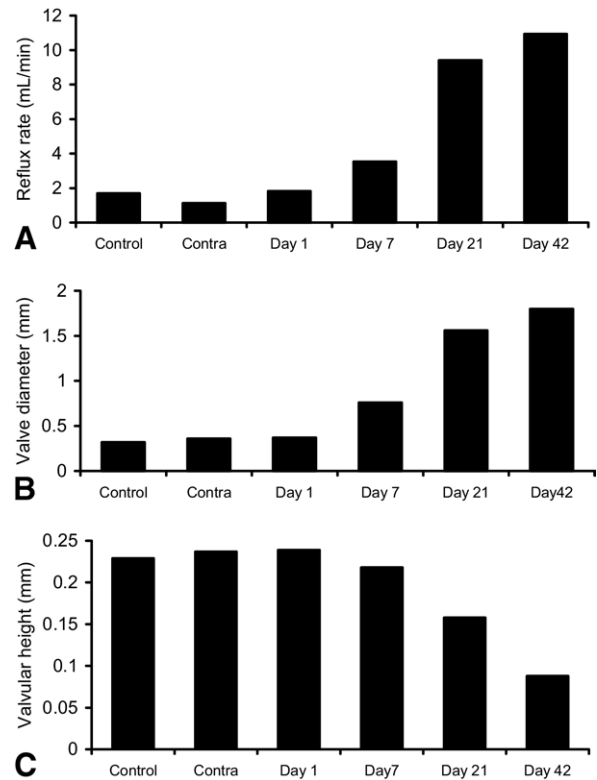 Reflux rate (mL/min)
12
10
8
6
4
2
0
Control Contra Day 1 Day 7 Day 21 Day 42
A
Valve diameter (mm)
2
1.5
1
0.5
0
Control Contra Day 1 Day 7 Day 21 Day42
B
Valvular height (mm)
0.25
0.2
0.15
0.1
0.05
0
Control Contra Day 1 Day7 Day 21 Day 42
C